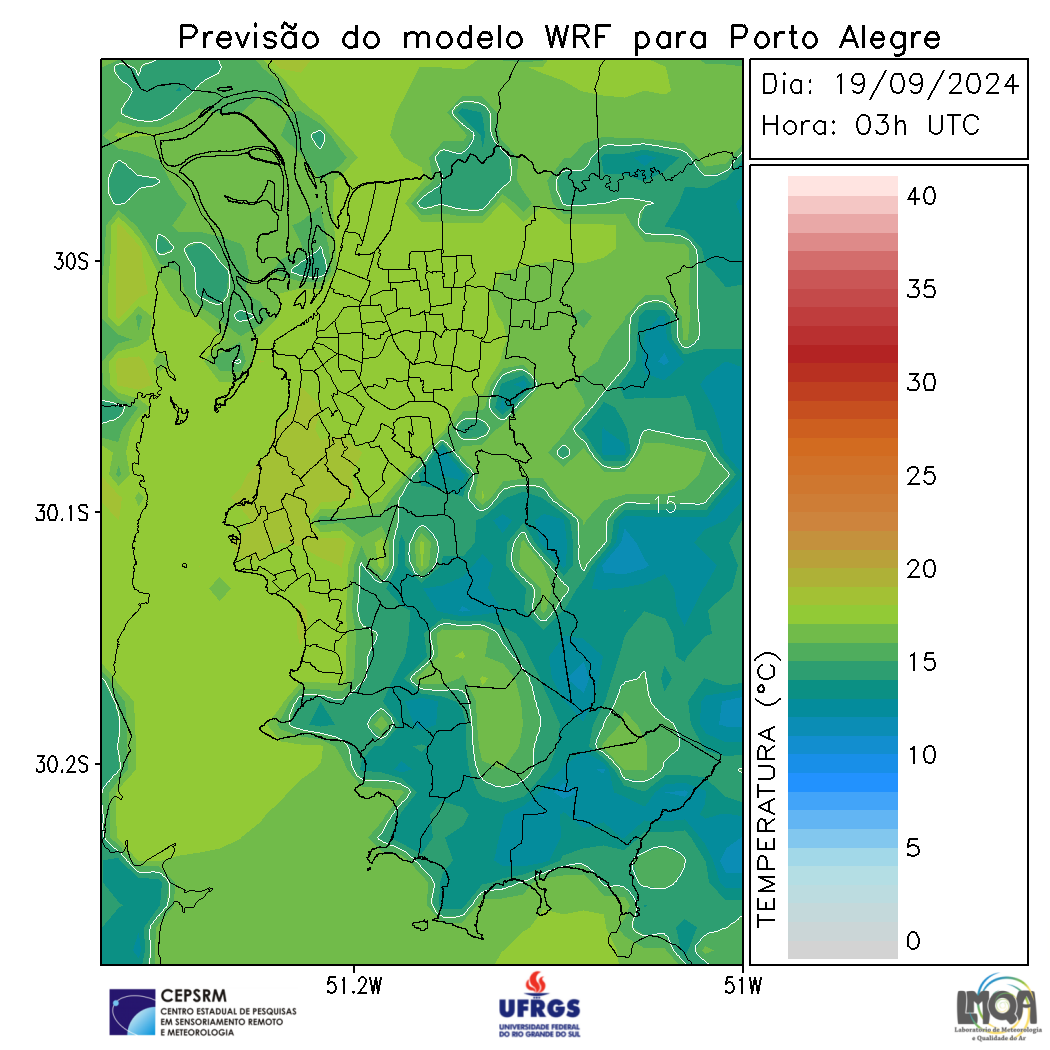 Previsão do modelo WRF para Porto Alegre
Dia: 19/09/2024
Hora: 03h UTC
40
35
30
25
20
15
10
5
0
TEMPERATURA (°C)
30S
30.1S
30.2S
15
51.2W
51W
CEPSRM
CENTRO ESTADUAL DE PESQUISAS
EM SENSORIAMENTO REMOTO
E METEOROLOGIA
UFRGS
UNIVERSIDADE FEDERAL
DO RIO GRANDE DO SUL
LMQA
Laboratório de Meteorologia
e Qualidade do Ar